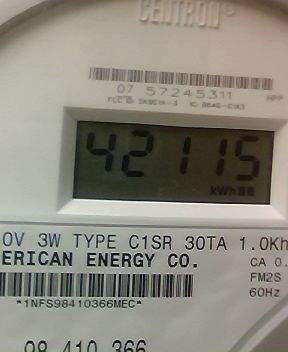 CENTRON®
07 57245311
42115
kWh
0V 3W TYPE C1SR 30TA 1.0Kh
ERICAN ENERGY CO.
CA 0.
FM2S
*1NFS98410366MEC*
60Hz
98 410 366